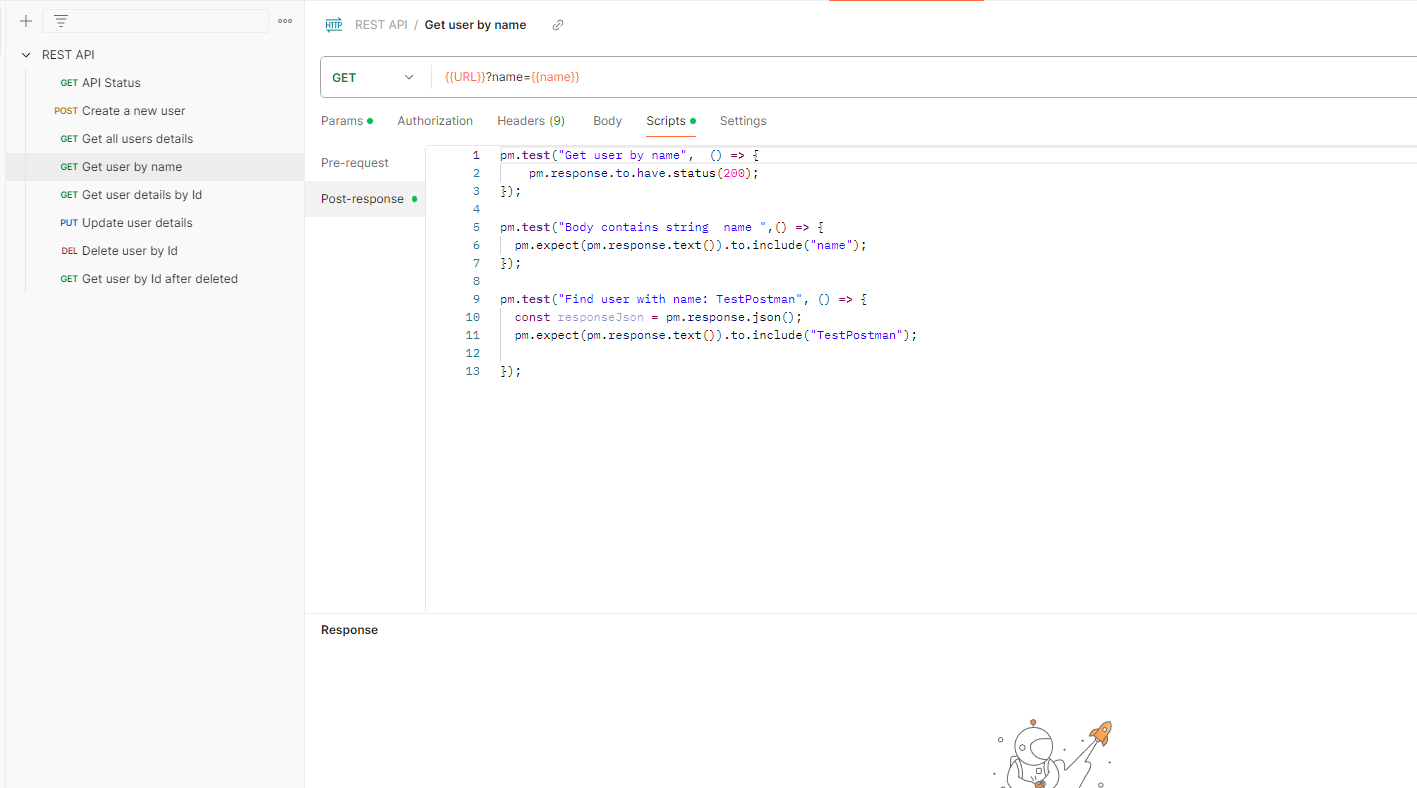 REST API
GET API Status
POST Create a new user
GET Get all users details
GET Get user by name
GET Get user details by Id
PUT Update user details
DEL Delete user by Id
GET Get user by Id after deleted
HTTP REST API / Get user by name
GET {{URL}}?name={{name}}
Params Authorization Headers (9) Body Scripts Settings
Pre-request
Post-response
1 pm.test("Get user by name",  () => {
2     pm.response.to.have.status(200);
3 });
4
5 pm.test("Body contains string  name ",() => {
6   pm.expect(pm.response.text()).to.include("name");
7 });
8
9 pm.test("Find user with name: TestPostman", () => {
10   const responseJson = pm.response.json();
11   pm.expect(pm.response.text()).to.include("TestPostman");
12
13 });
Response